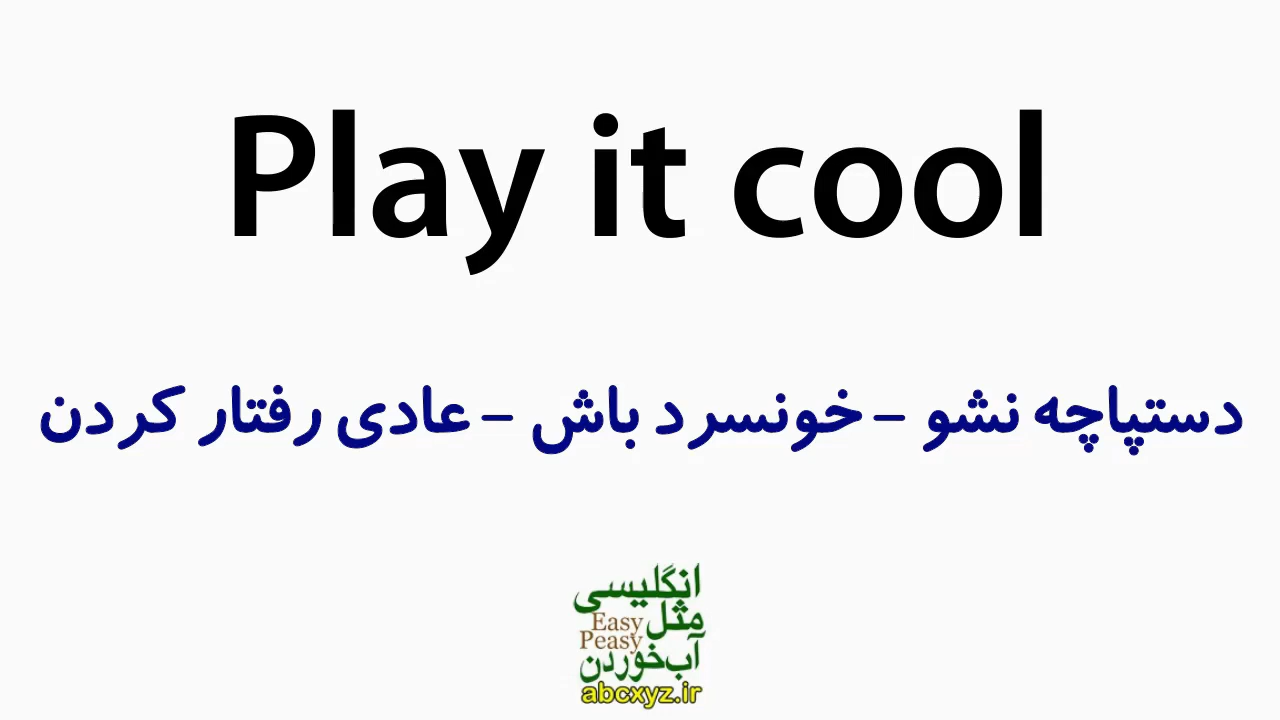 Play it cool
دستپاچه نشو – خونسرد باش – عادی رفتار کردن
انگلیسی
مثل Easy
Peasy
آب‌خوردن
abcxyz.ir